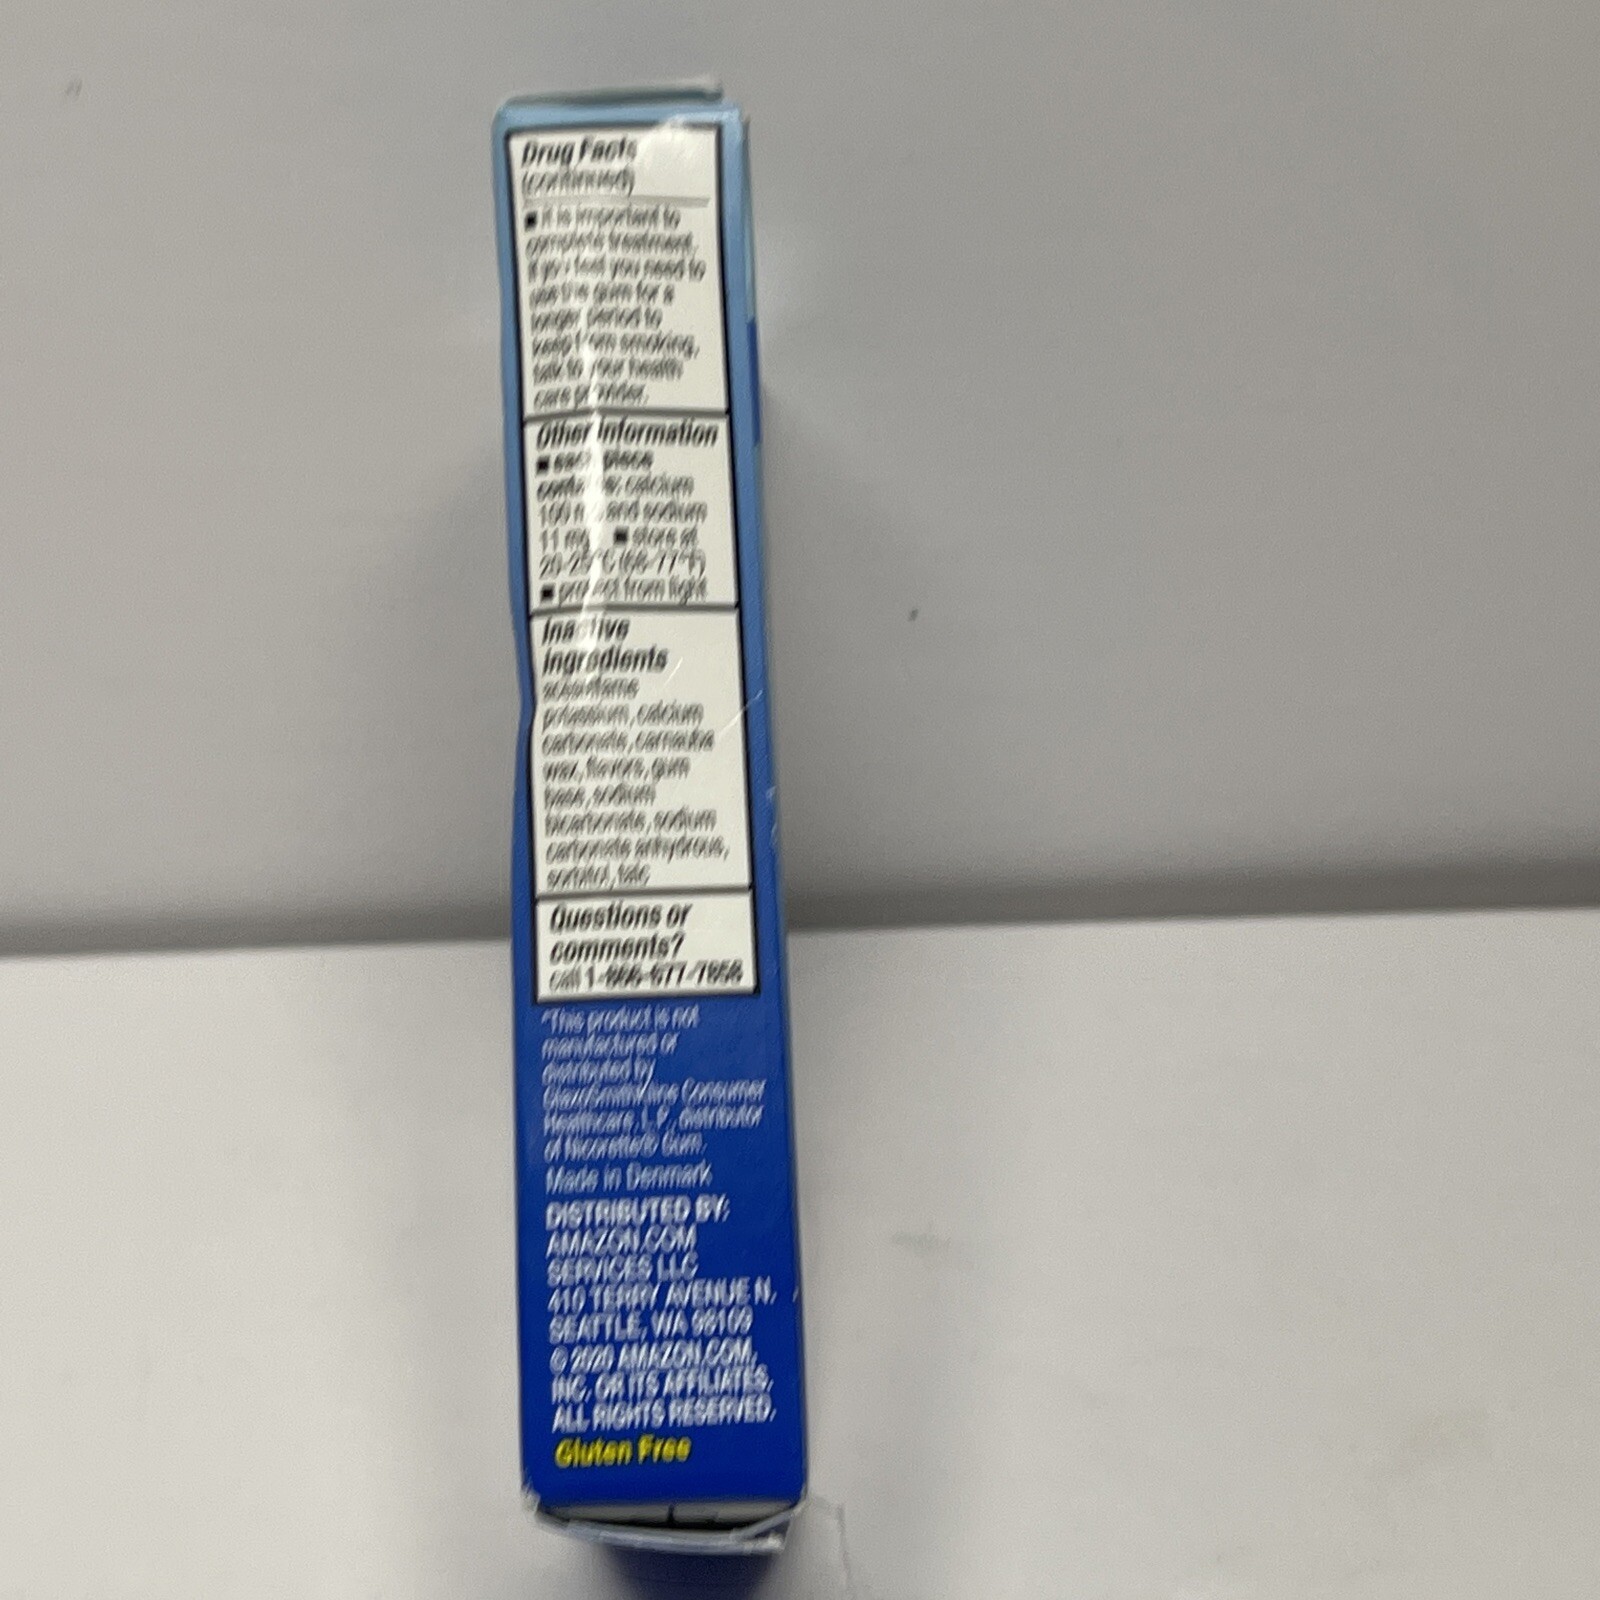 Drug Facts
(continued)
■ it is important to
complete treatment.
If you feel you need to
use the gum for a
longer period to
keep from smoking,
talk to your health
care provider.
Other information
■ each piece
contains: calcium
100 mg and sodium
11 mg ■ store at
20-25°C (68-77°F)
■ protect from light
Inactive
ingredients
acesulfame
potassium, calcium
carbonate, carnauba
wax, flavors, gum
base, sodium
bicarbonate, sodium
carbonate anhydrous,
sorbitol, talc
Questions or
comments?
call
*This product is not
manufactured or
distributed by
GlaxoSmithKline Consumer
Healthcare, L.P., distributor
of Nicorette® Gum.
Made in Denmark
DISTRIBUTED BY:
AMAZON.COM
SERVICES LLC
410 TERRY AVENUE N.
SEATTLE, WA 98109
© 2020 AMAZON.COM,
INC. OR ITS AFFILIATES.
ALL RIGHTS RESERVED.
Gluten Free